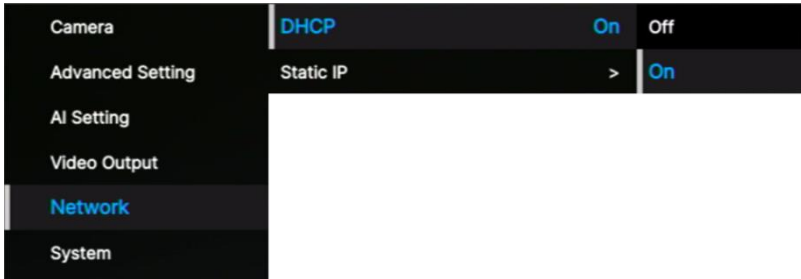 Camera
DHCP On Off
Advanced Setting
Static IP > On
AI Setting
Video Output
Network
System